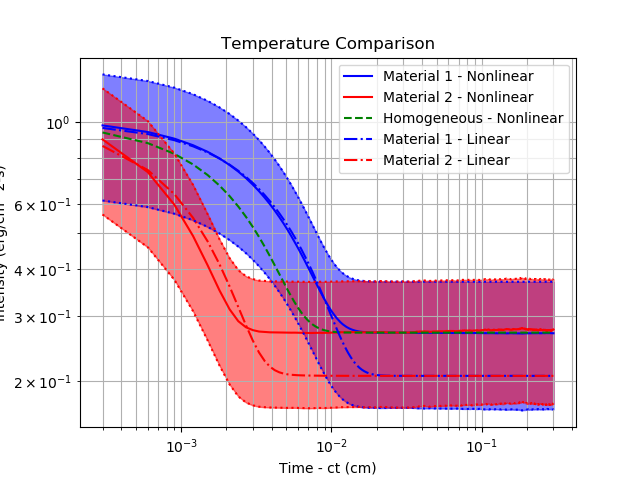 Temperature Comparison
Material 1 - Nonlinear
Material 2 - Nonlinear
Homogeneous - Nonlinear
Material 1 - Linear
Material 2 - Linear
10⁰
6 × 10⁻¹
4 × 10⁻¹
3 × 10⁻¹
2 × 10⁻¹
10⁻³
10⁻²
10⁻¹
Time - ct (cm)